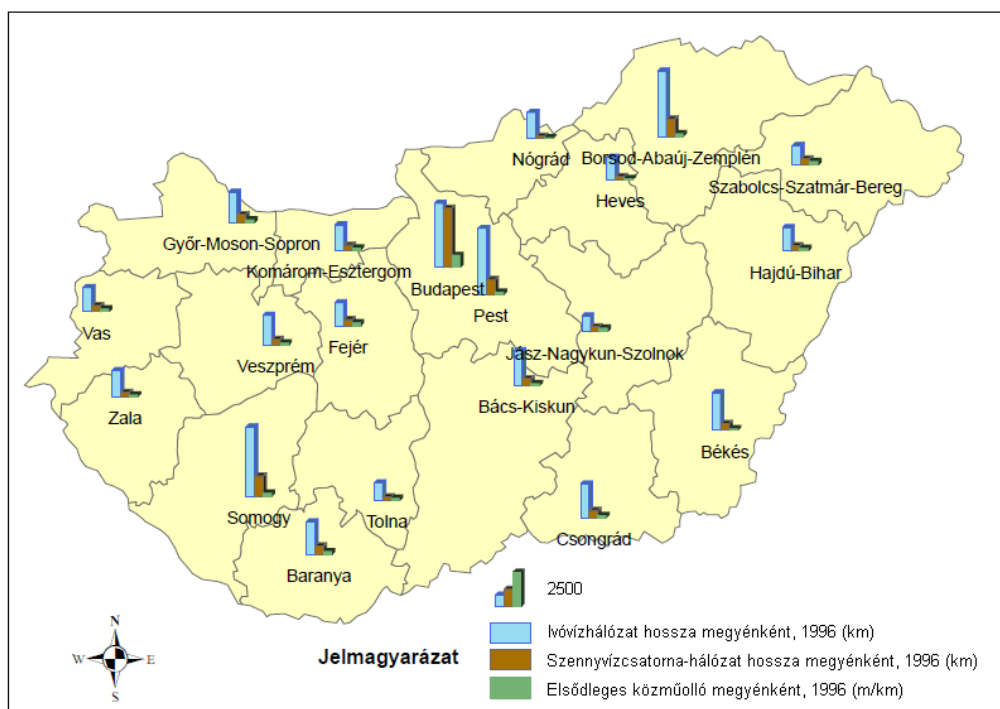 Nógrád
Borsod-Abaúj-Zemplén
Heves
Szabolcs-Szatmár-Bereg
Győr-Moson-Sopron
Komárom-Esztergom
Hajdú-Bihar
Budapest
Pest
Vas
Veszprém
Fejér
Jász-Nagykun-Szolnok
Zala
Bács-Kiskun
Békés
Somogy
Tolna
Csongrád
Baranya
2500
N
W E
S
Jelmagyarázat
Ivóvízhálózat hossza megyénként, 1996 (km)
Szennyvízcsatorna-hálózat hossza megyénként, 1996 (km)
Elsődleges közműolló megyénként, 1996 (m/km)